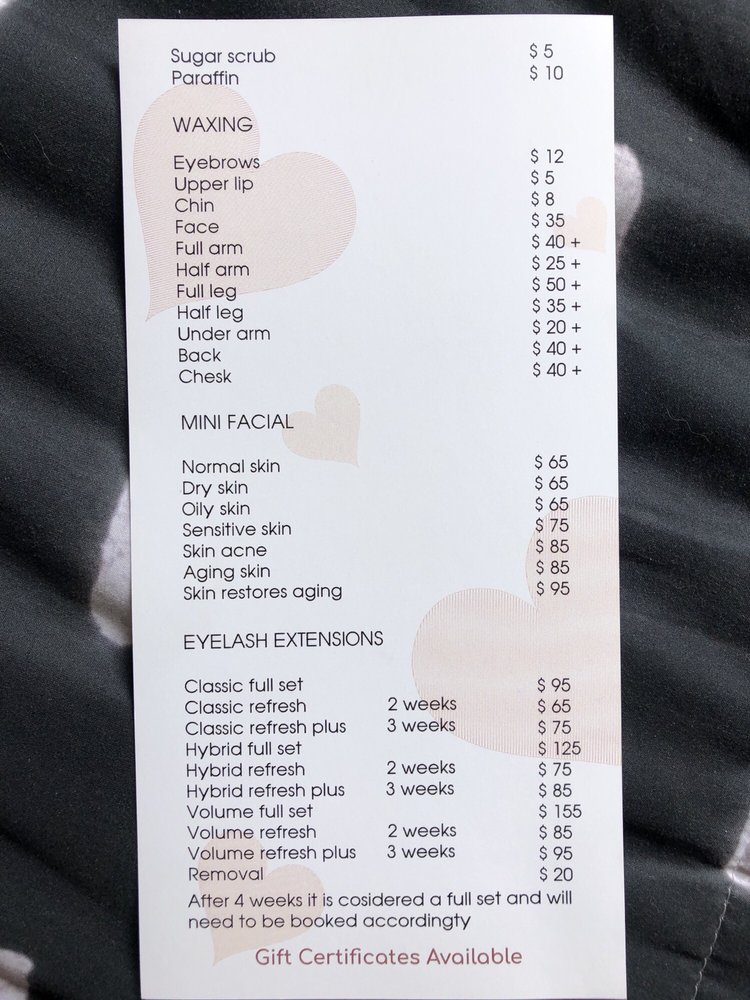 Sugar scrub $ 5
Paraffin $ 10
WAXING
Eyebrows $ 12
Upper lip $ 5
Chin $ 8
Face $ 35
Full arm $ 40 +
Half arm $ 25 +
Full leg $ 50 +
Half leg $ 35 +
Under arm $ 20 +
Back $ 40 +
Chesk $ 40 +
MINI FACIAL
Normal skin $ 65
Dry skin $ 65
Oily skin $ 65
Sensitive skin $ 75
Skin acne $ 85
Aging skin $ 85
Skin restores aging $ 95
EYELASH EXTENSIONS
Classic full set $ 95
Classic refresh 2 weeks $ 65
Classic refresh plus 3 weeks $ 75
Hybrid full set $ 125
Hybrid refresh 2 weeks $ 75
Hybrid refresh plus 3 weeks $ 85
Volume full set $ 155
Volume refresh 2 weeks $ 85
Volume refresh plus 3 weeks $ 95
Removal $ 20
After 4 weeks it is cosidered a full set and will
need to be booked accordingty
Gift Certificates Available